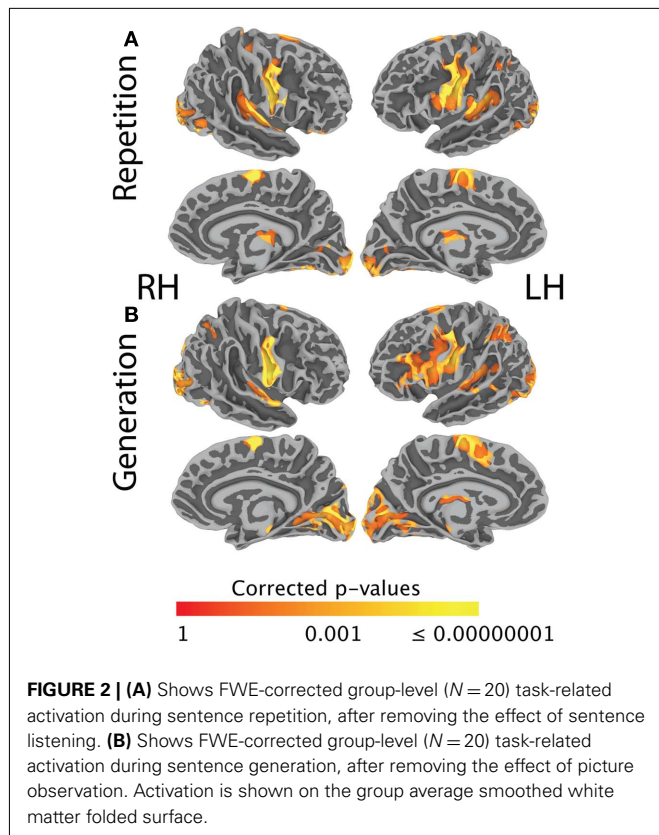 A
Repetition
RH
LH
B
Generation
Corrected p-values
1 0.001 ≤ 0.00000001
FIGURE 2 | (A) Shows FWE-corrected group-level (N = 20) task-related
activation during sentence repetition, after removing the effect of sentence
listening. (B) Shows FWE-corrected group-level (N = 20) task-related
activation during sentence generation, after removing the effect of picture
observation. Activation is shown on the group average smoothed white
matter folded surface.